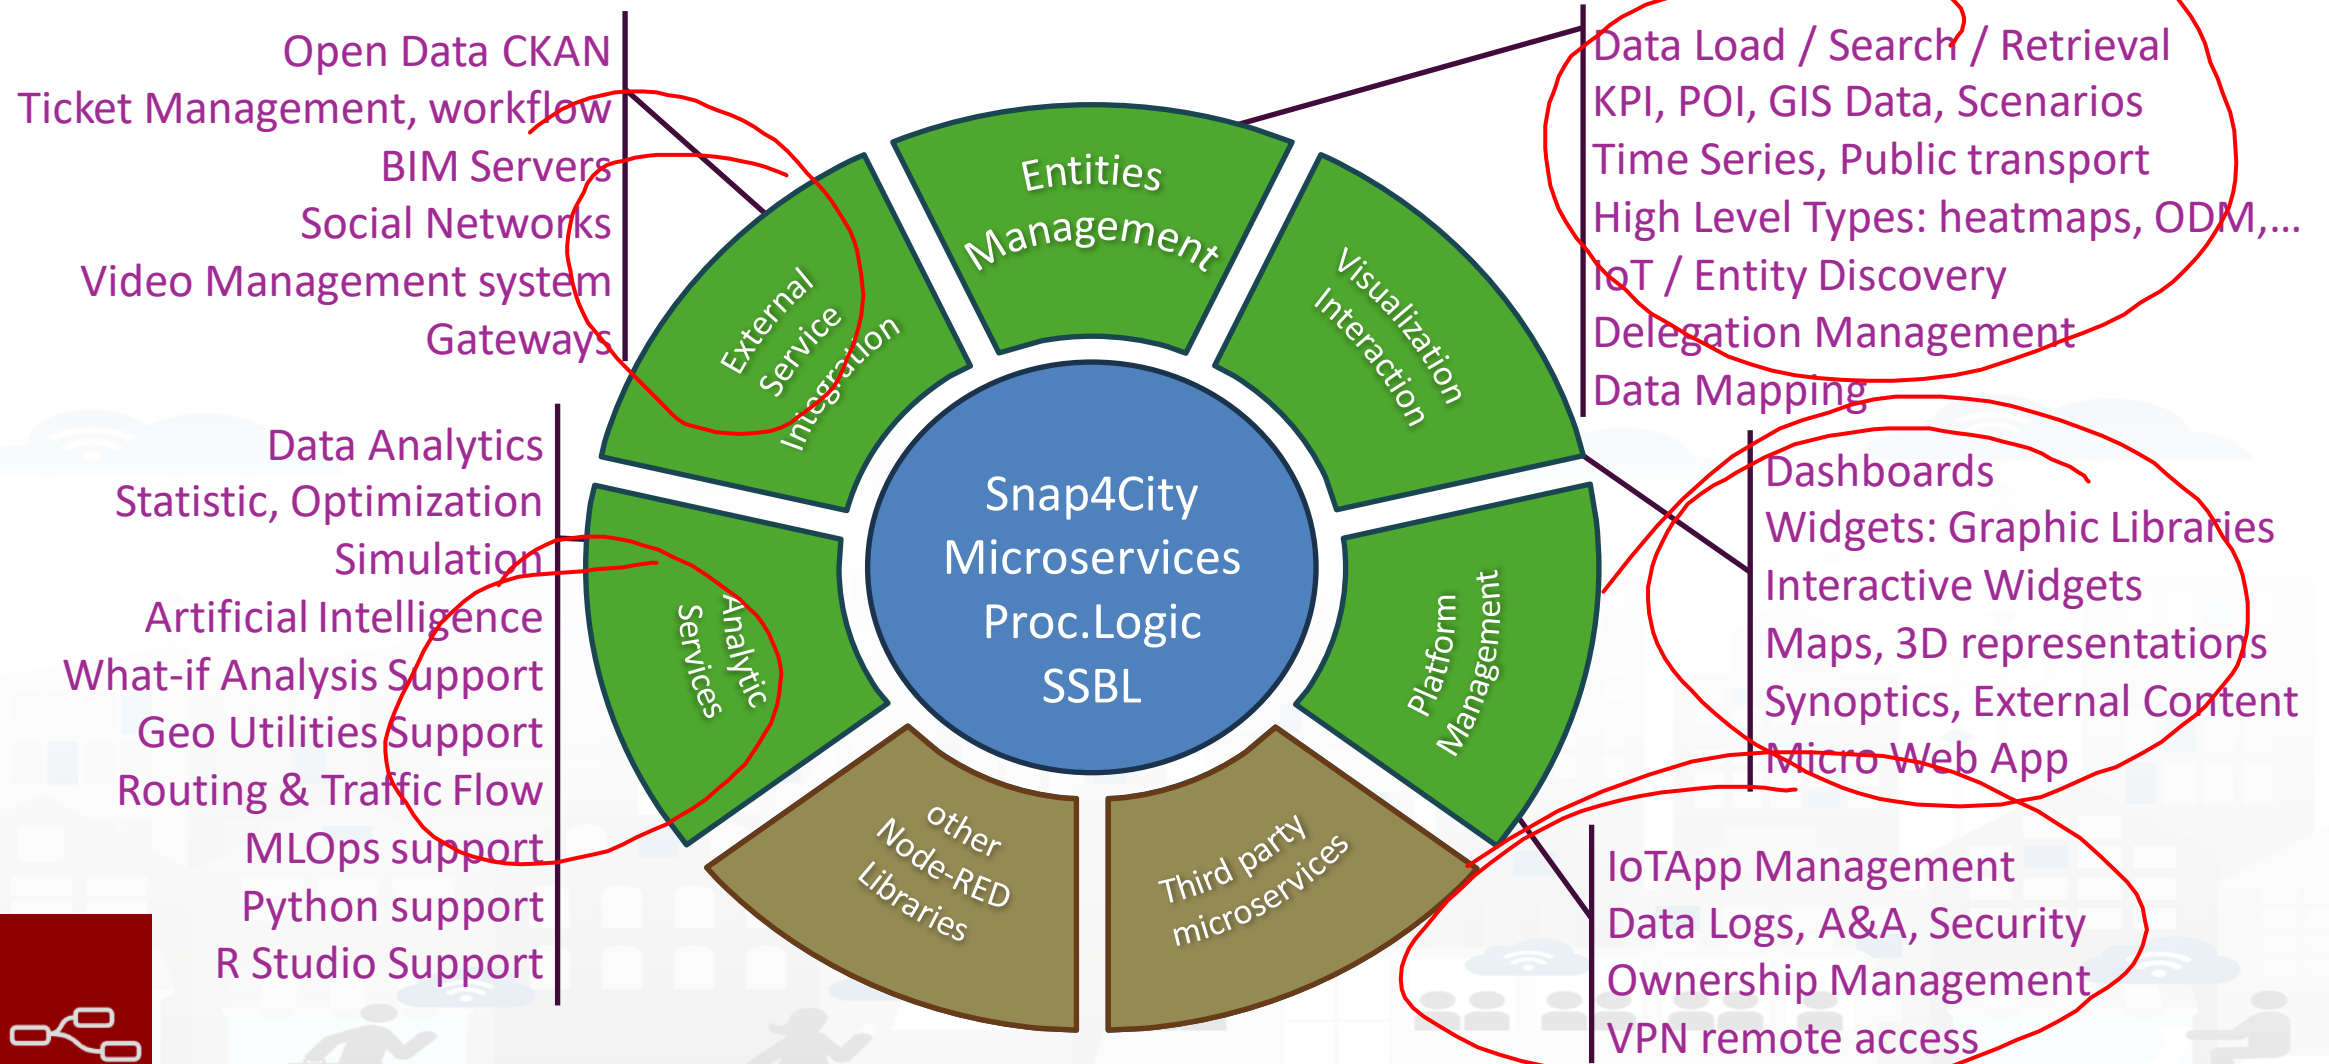 Open Data CKAN
Ticket Management, workflow
BIM Servers
Social Networks
Video Management system
Gateways
Data Analytics
Statistic, Optimization
Simulation
Artificial Intelligence
What-if Analysis Support
Geo Utilities Support
Routing & Traffic Flow
MLOps support
Python support
R Studio Support
Entities
Management
External
Service
Integration
Visualization
Interaction
Analytic
Services
Platform
Management
other
Node-RED
Libraries
Third party
microservices
Snap4City
Microservices
Proc.Logic
SSBL
Data Load / Search / Retrieval
KPI, POI, GIS Data, Scenarios
Time Series, Public transport
High Level Types: heatmaps, ODM,...
IoT / Entity Discovery
Delegation Management
Data Mapping
Dashboards
Widgets: Graphic Libraries
Interactive Widgets
Maps, 3D representations
Synoptics, External Content
Micro Web App
IoTApp Management
Data Logs, A&A, Security
Ownership Management
VPN remote access